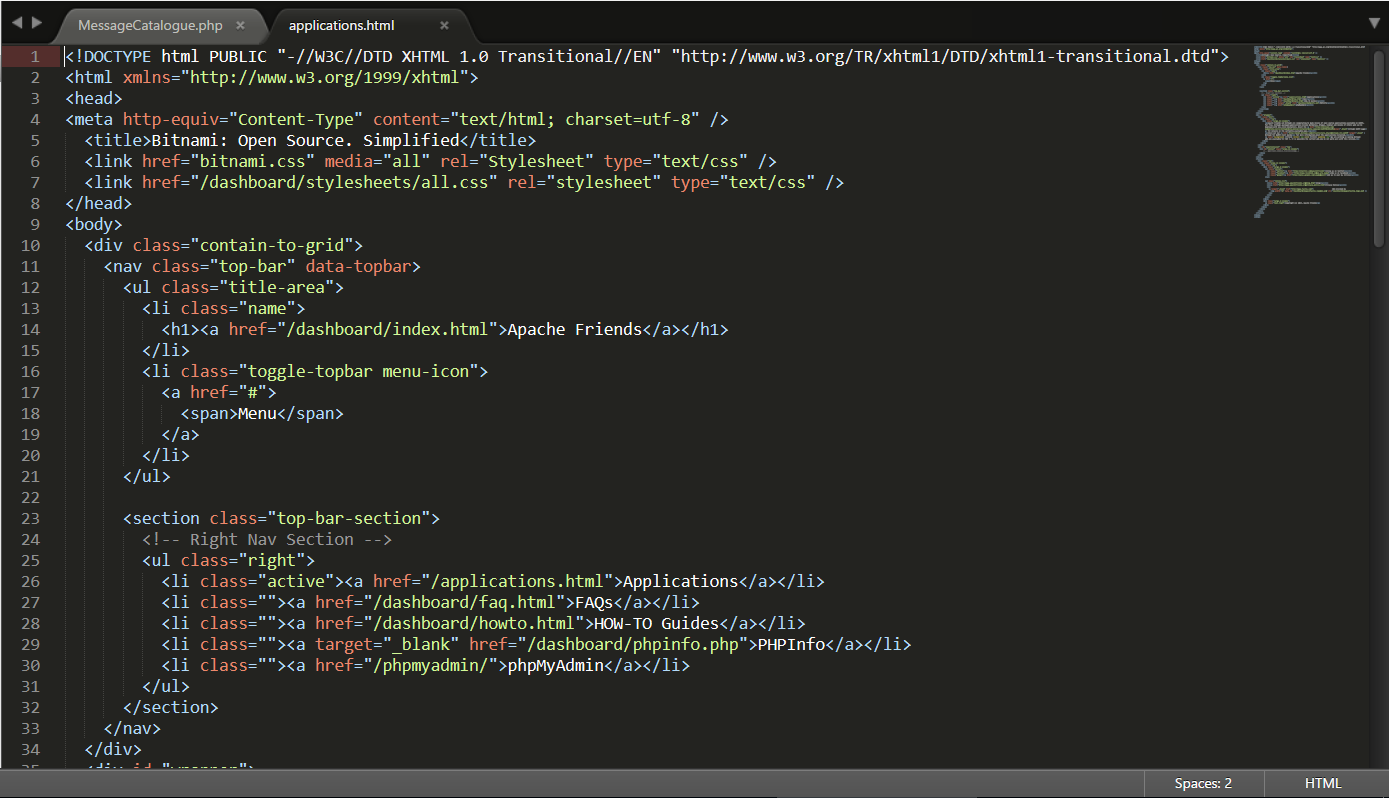 MessageCatalogue.php × applications.html ×
1 <!DOCTYPE html PUBLIC "-//W3C//DTD XHTML 1.0 Transitional//EN" "http://www.w3.org/TR/xhtml1/DTD/xhtml1-transitional.dtd">
2 <html xmlns="http://www.w3.org/1999/xhtml">
3 <head>
4 <meta http-equiv="Content-Type" content="text/html; charset=utf-8" />
5   <title>Bitnami: Open Source. Simplified</title>
6   <link href="bitnami.css" media="all" rel="Stylesheet" type="text/css" />
7   <link href="/dashboard/stylesheets/all.css" rel="stylesheet" type="text/css" />
8 </head>
9 <body>
10   <div class="contain-to-grid">
11     <nav class="top-bar" data-topbar>
12       <ul class="title-area">
13         <li class="name">
14           <h1><a href="/dashboard/index.html">Apache Friends</a></h1>
15         </li>
16         <li class="toggle-topbar menu-icon">
17           <a href="#">
18             <span>Menu</span>
19           </a>
20         </li>
21       </ul>
22
23       <section class="top-bar-section">
24         <!-- Right Nav Section -->
25         <ul class="right">
26           <li class="active"><a href="/applications.html">Applications</a></li>
27           <li class=""><a href="/dashboard/faq.html">FAQs</a></li>
28           <li class=""><a href="/dashboard/howto.html">HOW-TO Guides</a></li>
29           <li class=""><a target="_blank" href="/dashboard/phpinfo.php">PHPInfo</a></li>
30           <li class=""><a href="/phpmyadmin/">phpMyAdmin</a></li>
31         </ul>
32       </section>
33     </nav>
34   </div>
35   <div id="wrapper">
Spaces: 2 HTML